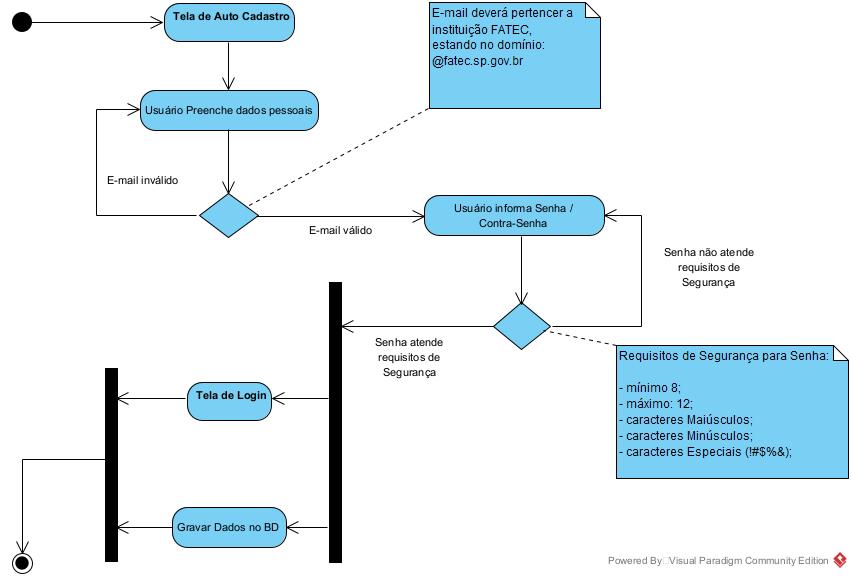 Tela de Auto Cadastro
E-mail deverá pertencer a
instituição FATEC,
estando no domínio:
@fatec.sp.gov.br
Usuário Preenche dados pessoais
E-mail inválido
Usuário informa Senha /
Contra-Senha
E-mail válido
Senha não atende
requisitos de
Segurança
Senha atende
requisitos de
Segurança
Requisitos de Segurança para Senha:
- mínimo 8;
- máximo: 12;
- caracteres Maiúsculos;
- caracteres Minúsculos;
- caracteres Especiais (!#$%&);
Tela de Login
Gravar Dados no BD
Powered By Visual Paradigm Community Edition